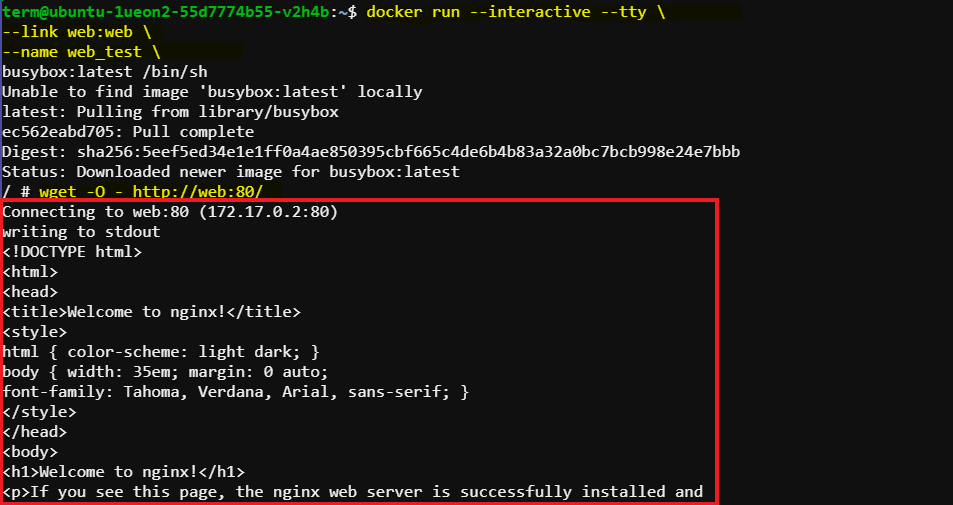 term@ubuntu-1ueon2-55d7774b55-v2h4b:~$ docker run --interactive --tty \
--link web:web \
--name web_test \
busybox:latest /bin/sh
Unable to find image 'busybox:latest' locally
latest: Pulling from library/busybox
ec562eabd705: Pull complete
Digest: sha256:5eef5ed34e1e1ff0a4ae850395cbf665c4de6b4b83a32a0bc7bcb998e24e7bbb
Status: Downloaded newer image for busybox:latest
/ # wget -O - http://web:80/
Connecting to web:80 (172.17.0.2:80)
writing to stdout
<!DOCTYPE html>
<html>
<head>
<title>Welcome to nginx!</title>
<style>
html { color-scheme: light dark; }
body { width: 35em; margin: 0 auto;
font-family: Tahoma, Verdana, Arial, sans-serif; }
</style>
</head>
<body>
<h1>Welcome to nginx!</h1>
<p>If you see this page, the nginx web server is successfully installed and